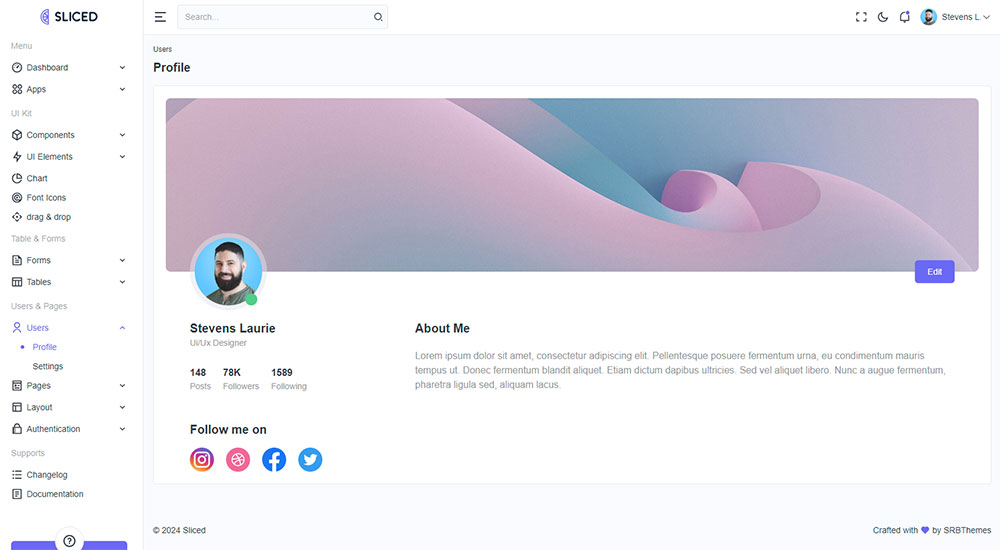 SLICED
Search...
Stevens L.
Menu
Dashboard
Apps
UI Kit
Components
UI Elements
Chart
Font Icons
drag & drop
Table & Forms
Forms
Tables
Users & Pages
Users
Profile
Settings
Pages
Layout
Authentication
Supports
Changelog
Documentation
Users
Profile
Edit
Stevens Laurie
Ui/Ux Designer
148 78K 1589
Posts Followers Following
About Me
Lorem ipsum dolor sit amet, consectetur adipiscing elit. Pellentesque posuere fermentum urna, eu condimentum mauris
tempus ut. Donec fermentum blandit aliquet. Etiam dictum dapibus ultricies. Sed vel aliquet libero. Nunc a augue fermentum,
pharetra ligula sed, aliquam lacus.
Follow me on
© 2024 Sliced
Crafted with by SRBThemes